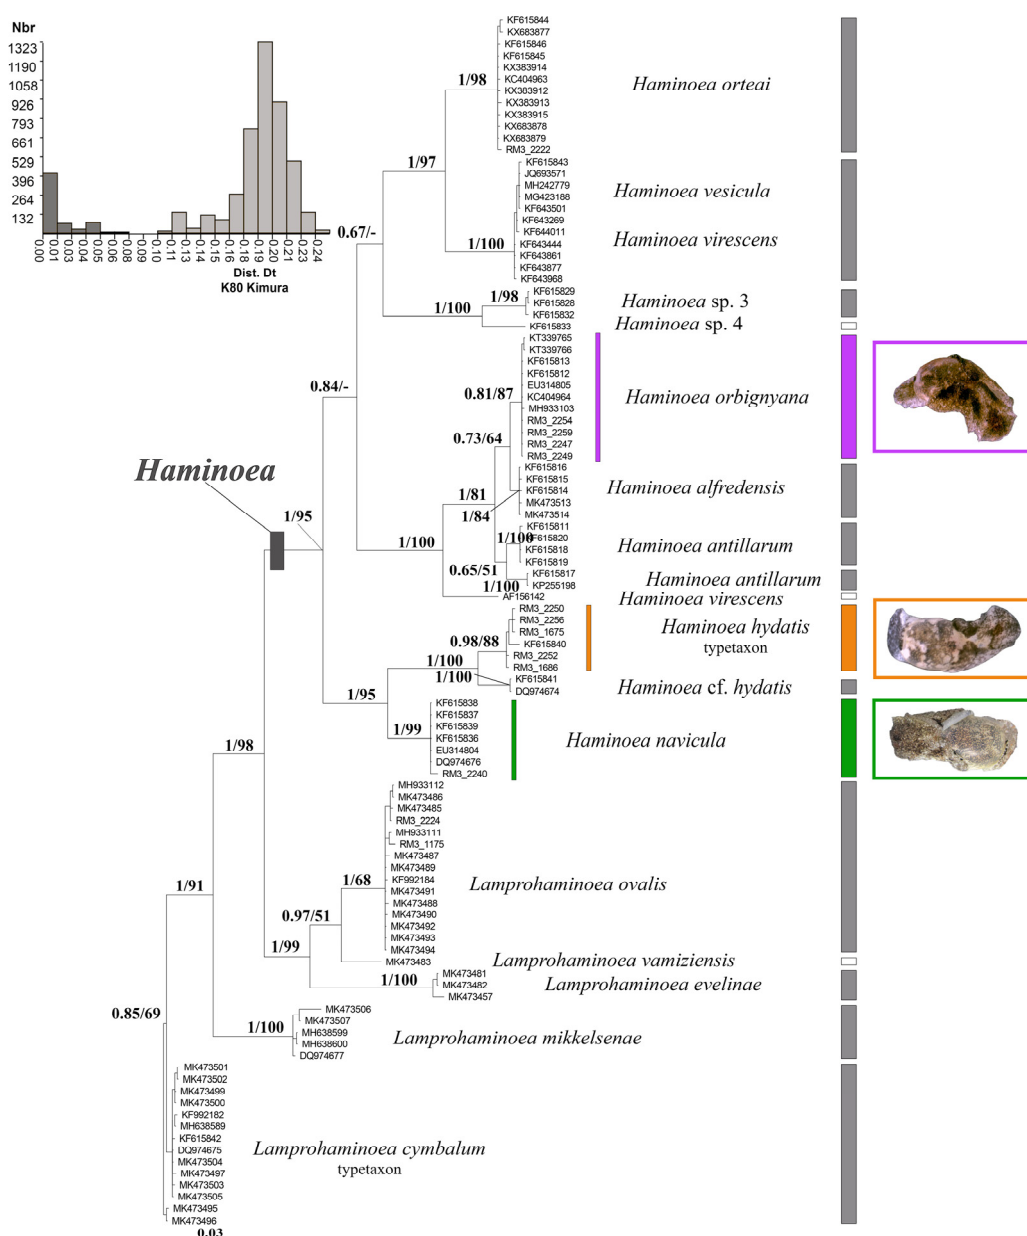 Nbr
1323
1190
1058
926
793
661
529
396
264
132
0.00
0.01
0.03
0.04
0.05
0.06
0.08
0.09
0.10
0.11
0.13
0.14
0.15
0.16
0.18
0.19
0.20
0.21
0.23
0.24
Dist. Dt
K80 Kimura
KF615844
KX683877
KF615846
KF615845
KX383914
KC404963
KX383912
KX383913
KX383915
KX683878
KX683879
RM3_2222
1/98
Haminoea orteai
1/97
KF615843
JQ693571
MH242779
MG423188
KF643501
KF643269
KF644011
KF643444
KF643861
KF643877
KF643968
1/100
Haminoea vesicula
Haminoea virescens
0.67/-
KF615829
KF615828
KF615832
KF615833
1/98
1/100
Haminoea sp. 3
Haminoea sp. 4
KT339765
KT339766
KF615813
KF615812
EU314805
KC404964
MH933103
RM3_2254
RM3_2259
RM3_2247
RM3_2249
0.84/-
0.81/87
Haminoea orbignyana
0.73/64
KF615816
KF615815
KF615814
MK473513
MK473514
Haminoea
1/81
1/84
Haminoea alfredensis
1/95
KF615811
KF615820
KF615818
KF615819
1/100
1/100
Haminoea antillarum
0.65/51
KF615817
KP255198
1/100
Haminoea antillarum
AF156142
Haminoea virescens
RM3_2250
RM3_2256
RM3_1675
KF615840
RM3_2252
RM3_1686
0.98/88
Haminoea hydatis
typetaxon
1/100
1/100
KF615841
DQ974674
Haminoea cf. hydatis
1/95
KF615838
KF615837
KF615839
KF615836
EU314804
DQ974676
RM3_2240
1/99
Haminoea navicula
1/98
MH933112
MK473486
MK473485
RM3_2224
MH933111
RM3_1175
MK473487
MK473489
KF992184
MK473491
MK473488
MK473490
MK473492
MK473493
MK473494
MK473483
1/68
Lamprohaminoea ovalis
1/91
0.97/51
1/99
Lamprohaminoea vamiziensis
MK473481
MK473482
MK473457
1/100
Lamprohaminoea evelinae
0.85/69
MK473506
MK473507
MH638599
MH638600
DQ974677
1/100
Lamprohaminoea mikkelsenae
MK473501
MK473502
MK473499
MK473500
KF992182
MH638589
KF615842
DQ974675
MK473504
MK473497
MK473503
MK473505
MK473495
MK473496
Lamprohaminoea cymbalum
typetaxon
0.03